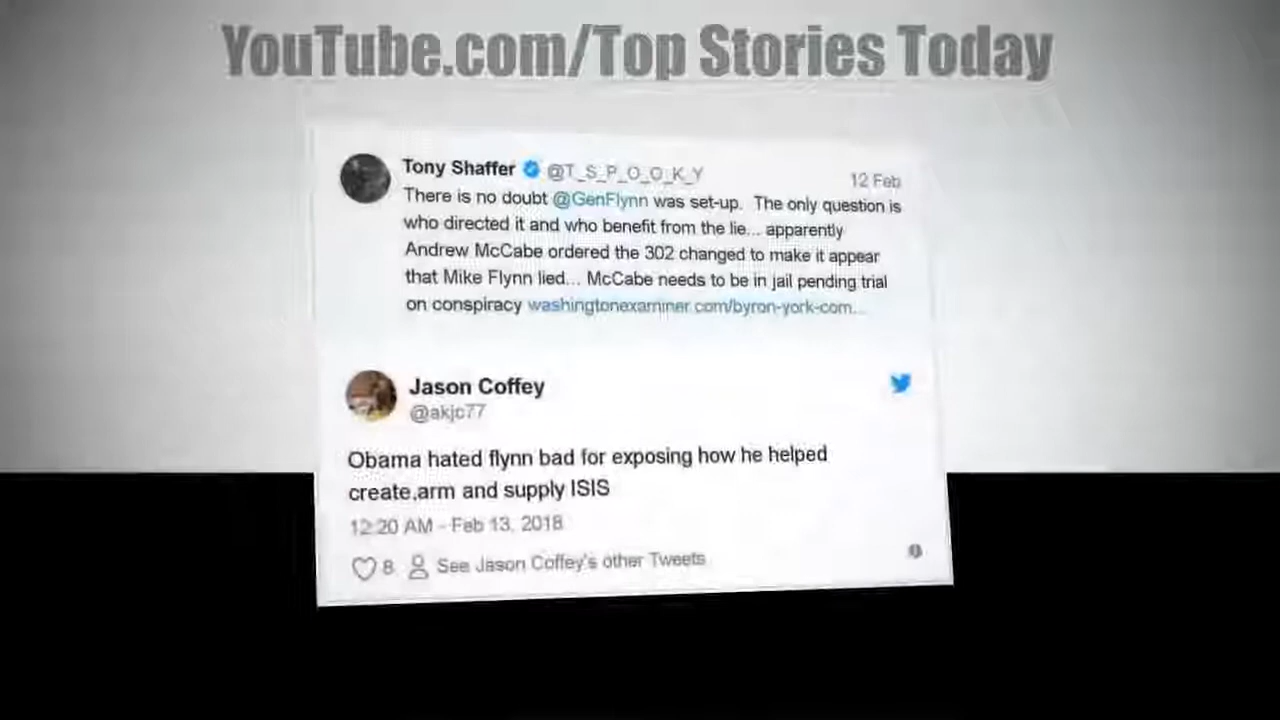 YouTube.com/Top Stories Today
Tony Shaffer @T_S_P_O_O_K_Y 12 Feb
There is no doubt @GenFlynn was set-up. The only question is
who directed it and who benefit from the lie... apparently
Andrew McCabe ordered the 302 changed to make it appear
that Mike Flynn lied... McCabe needs to be in jail pending trial
on conspiracy washingtonexaminer.com/byron-york-com...
Jason Coffey
@akjc77
Obama hated flynn bad for exposing how he helped
create,arm and supply ISIS
12:20 AM - Feb 13, 2018
8 See Jason Coffey's other Tweets